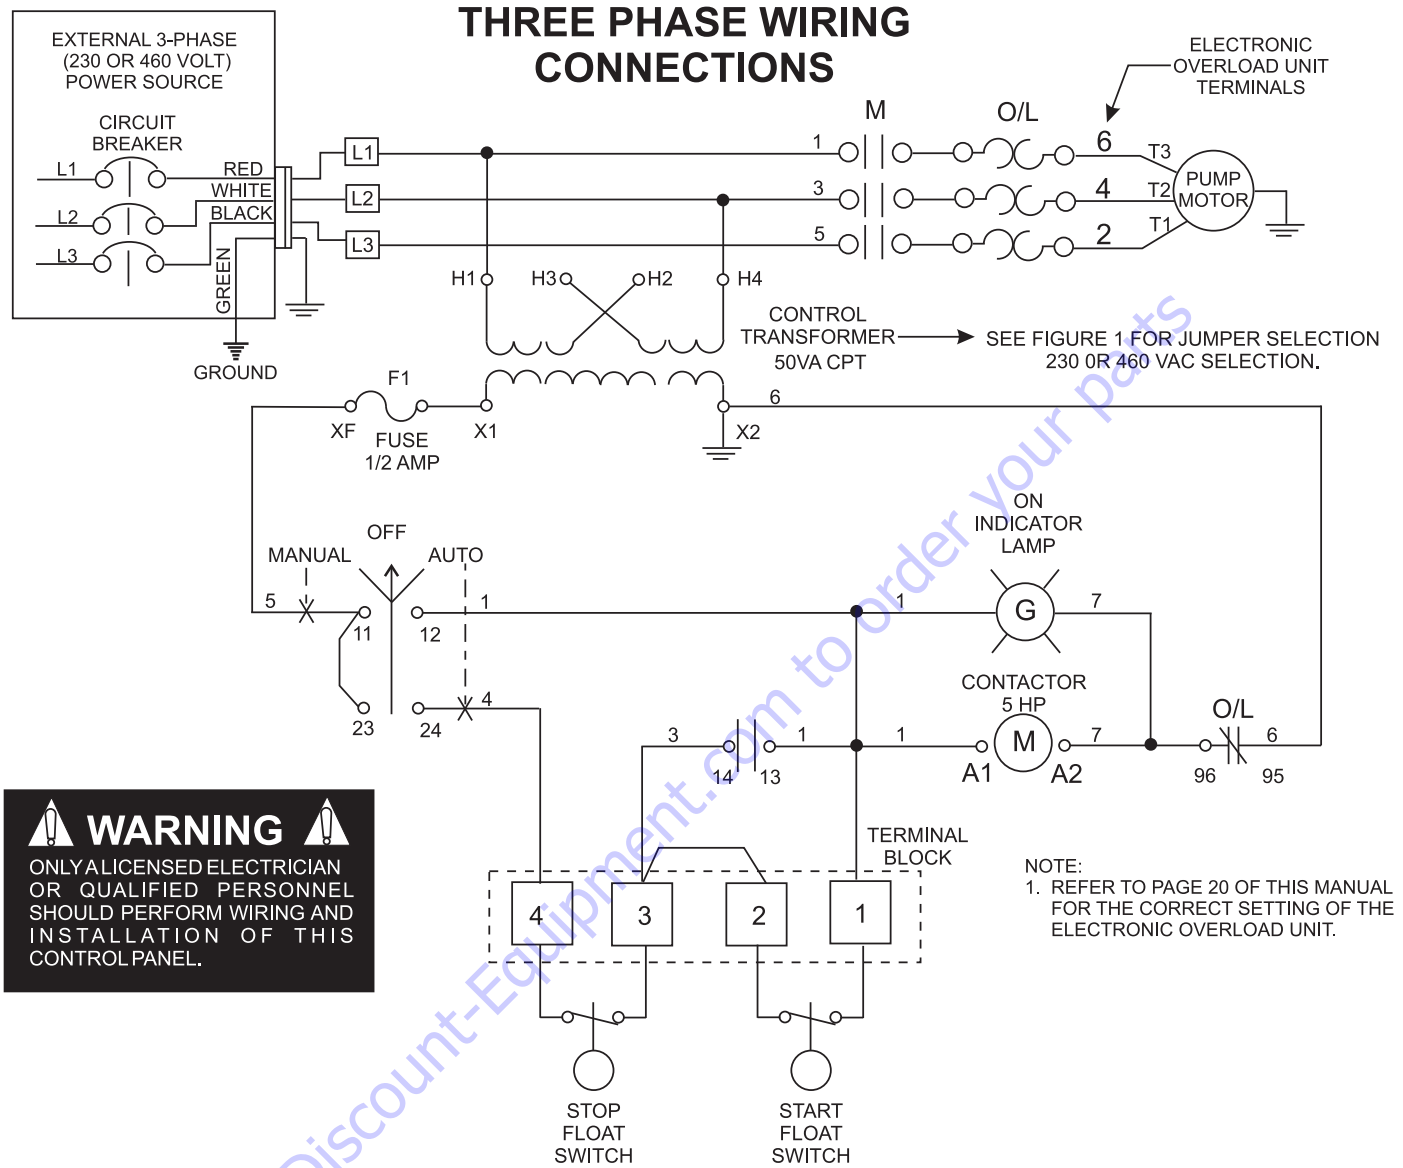 THREE PHASE WIRING
CONNECTIONS
EXTERNAL 3-PHASE
(230 OR 460 VOLT)
POWER SOURCE
CIRCUIT
BREAKER
L1
L2
L3
RED
WHITE
BLACK
GREEN
GROUND
L1
L2
L3
M
O/L
1
3
5
6
4
2
T3
T2
T1
PUMP
MOTOR
ELECTRONIC
OVERLOAD UNIT
TERMINALS
H1
H3
H2
H4
CONTROL
TRANSFORMER
50VA CPT
SEE FIGURE 1 FOR JUMPER SELECTION
230 0R 460 VAC SELECTION.
F1
XF
FUSE
1/2 AMP
X1
X2
6
OFF
MANUAL
AUTO
5
11
12
1
23
24
4
ON
INDICATOR
LAMP
1
G
7
CONTACTOR
5 HP
3
14
13
1
1
A1
M
A2
7
O/L
96
95
6
TERMINAL
BLOCK
4
3
2
1
STOP
FLOAT
SWITCH
START
FLOAT
SWITCH
WARNING
ONLY A LICENSED ELECTRICIAN
OR QUALIFIED PERSONNEL
SHOULD PERFORM WIRING AND
INSTALLATION OF THIS
CONTROL PANEL.
NOTE:
1. REFER TO PAGE 20 OF THIS MANUAL
FOR THE CORRECT SETTING OF THE
ELECTRONIC OVERLOAD UNIT.
Discount-Equipment.com to order your parts